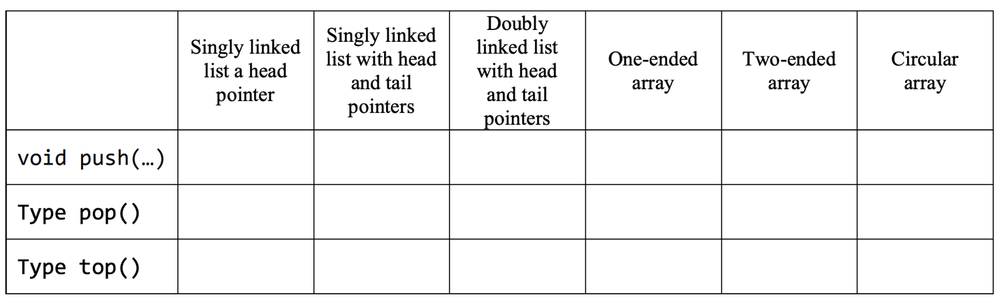 Singly linked
list a head
pointer
Singly linked
list with head
and tail
pointers
Doubly
linked list
with head
and tail
pointers
One-ended
array
Two-ended
array
Circular
array
void push(…)
Type pop()
Type top()